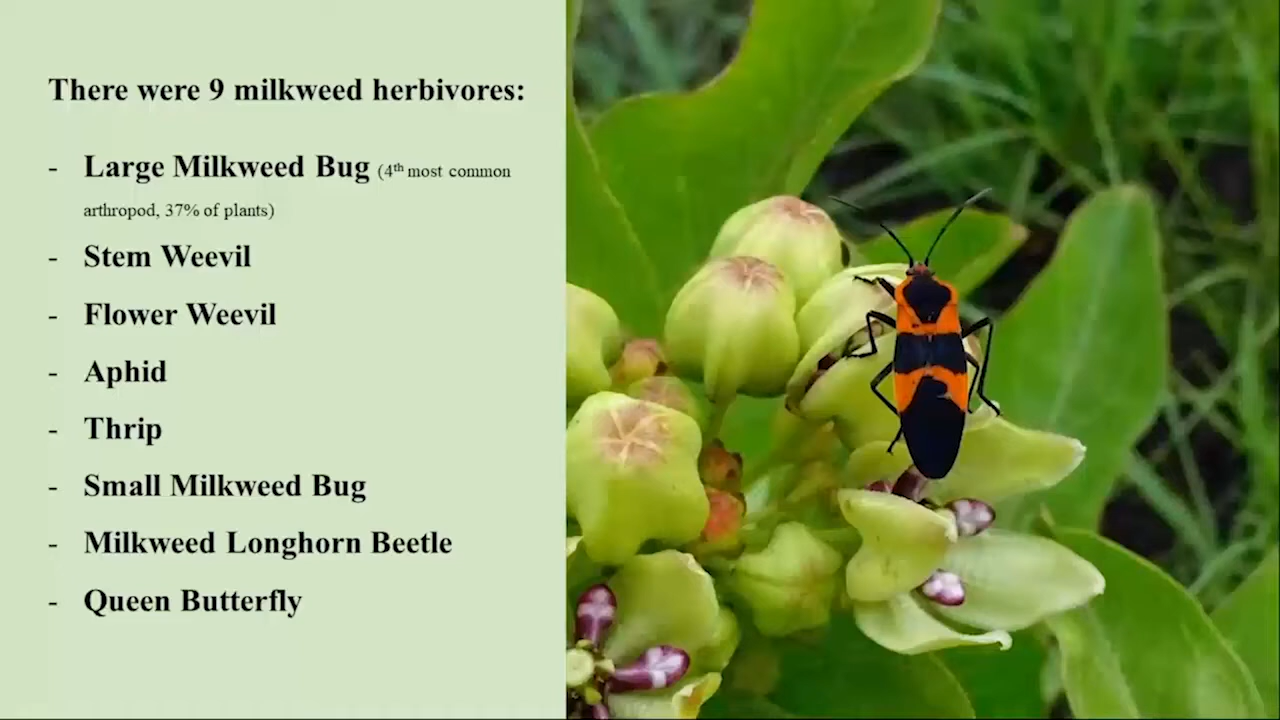 There were 9 milkweed herbivores:
- Large Milkweed Bug (4th most common
arthropod, 37% of plants)
- Stem Weevil
- Flower Weevil
- Aphid
- Thrip
- Small Milkweed Bug
- Milkweed Longhorn Beetle
- Queen Butterfly